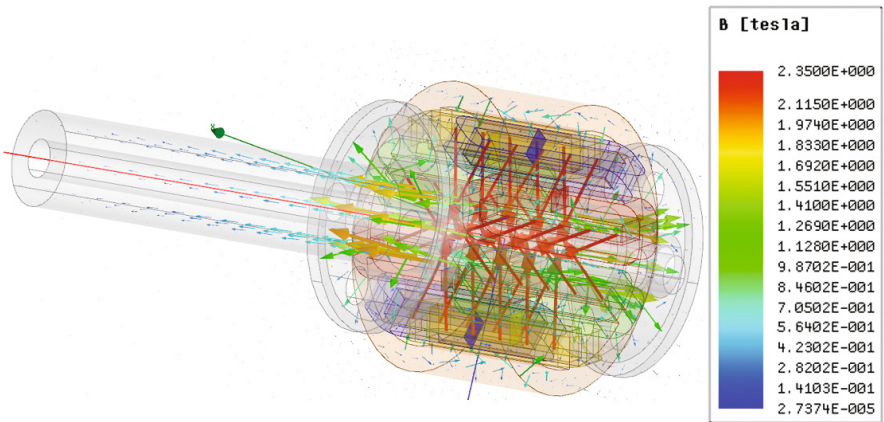 B [tesla]
2.3500E+000
2.1150E+000
1.9740E+000
1.8330E+000
1.6920E+000
1.5510E+000
1.4100E+000
1.2690E+000
1.1280E+000
9.8702E-001
8.4602E-001
7.0502E-001
5.6402E-001
4.2302E-001
2.8202E-001
1.4103E-001
2.7374E-005